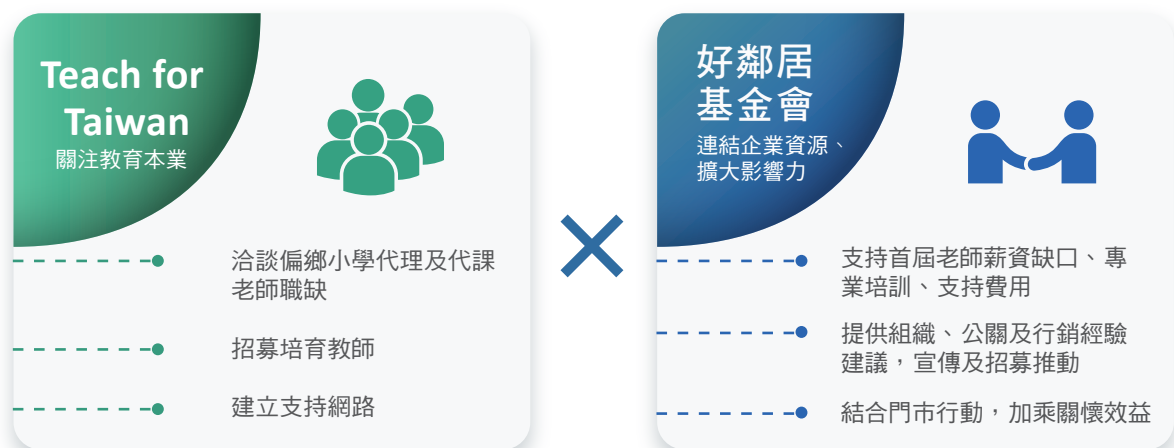 Teach for
Taiwan
關注教育本業
洽談偏鄉小學代理及代課
老師職缺
招募培育教師
建立支持網路
好鄰居
基金會
連結企業資源、
擴大影響力
支持首屆老師薪資缺口、專
業培訓、支持費用
提供組織、公關及行銷經驗
建議，宣傳及招募推動
結合門市行動，加乘關懷效益